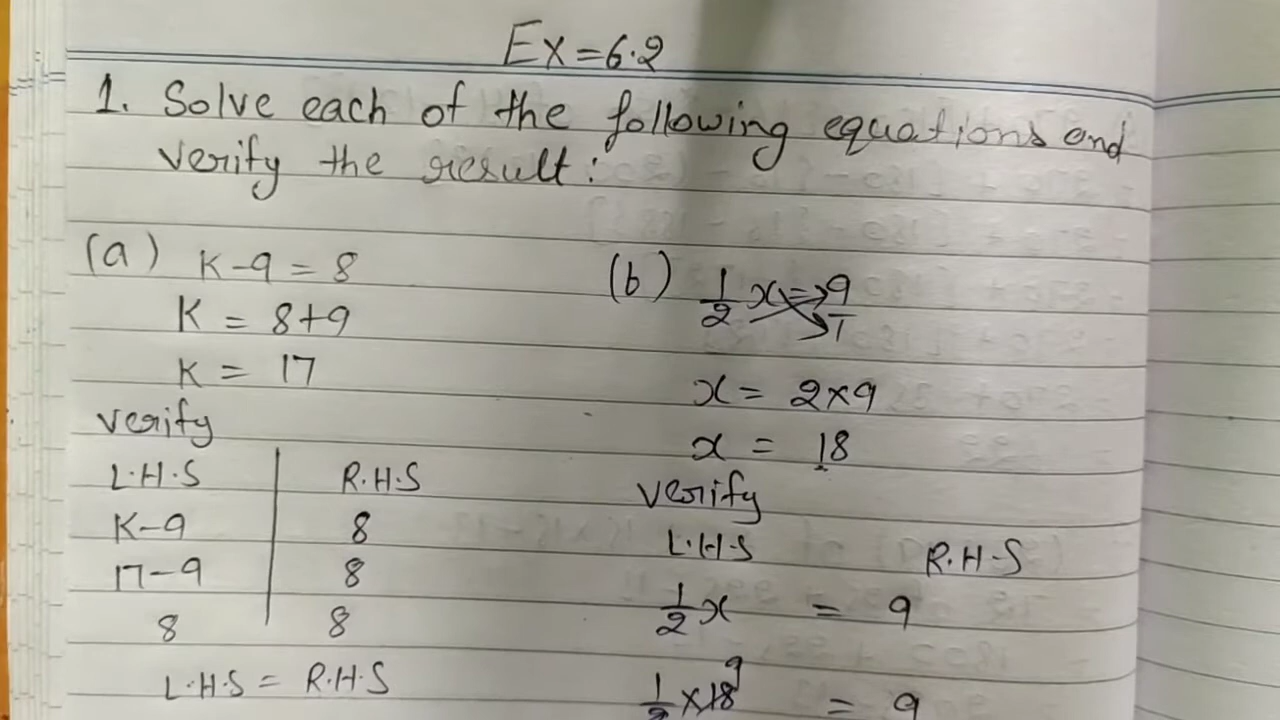 Ex = 6.2
1. Solve each of the following equations and
verify the result:
(a) K-9 = 8
K = 8+9
K = 17
verify
L.H.S R.H.S
K-9 8
17-9 8
8 8
L.H.S = R.H.S
(b) 1/2 x = 9/1
x = 2×9
x = 18
verify
L.H.S R.H.S
1/2 x = 9
1/2 × 18 9 = 9